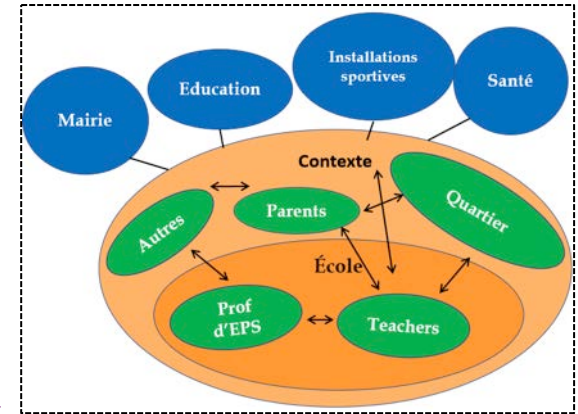 Installations
sportives
Santé
Education
Mairie
Contexte
Autres
Parents
Quartier
École
Prof
d'EPS
Teachers